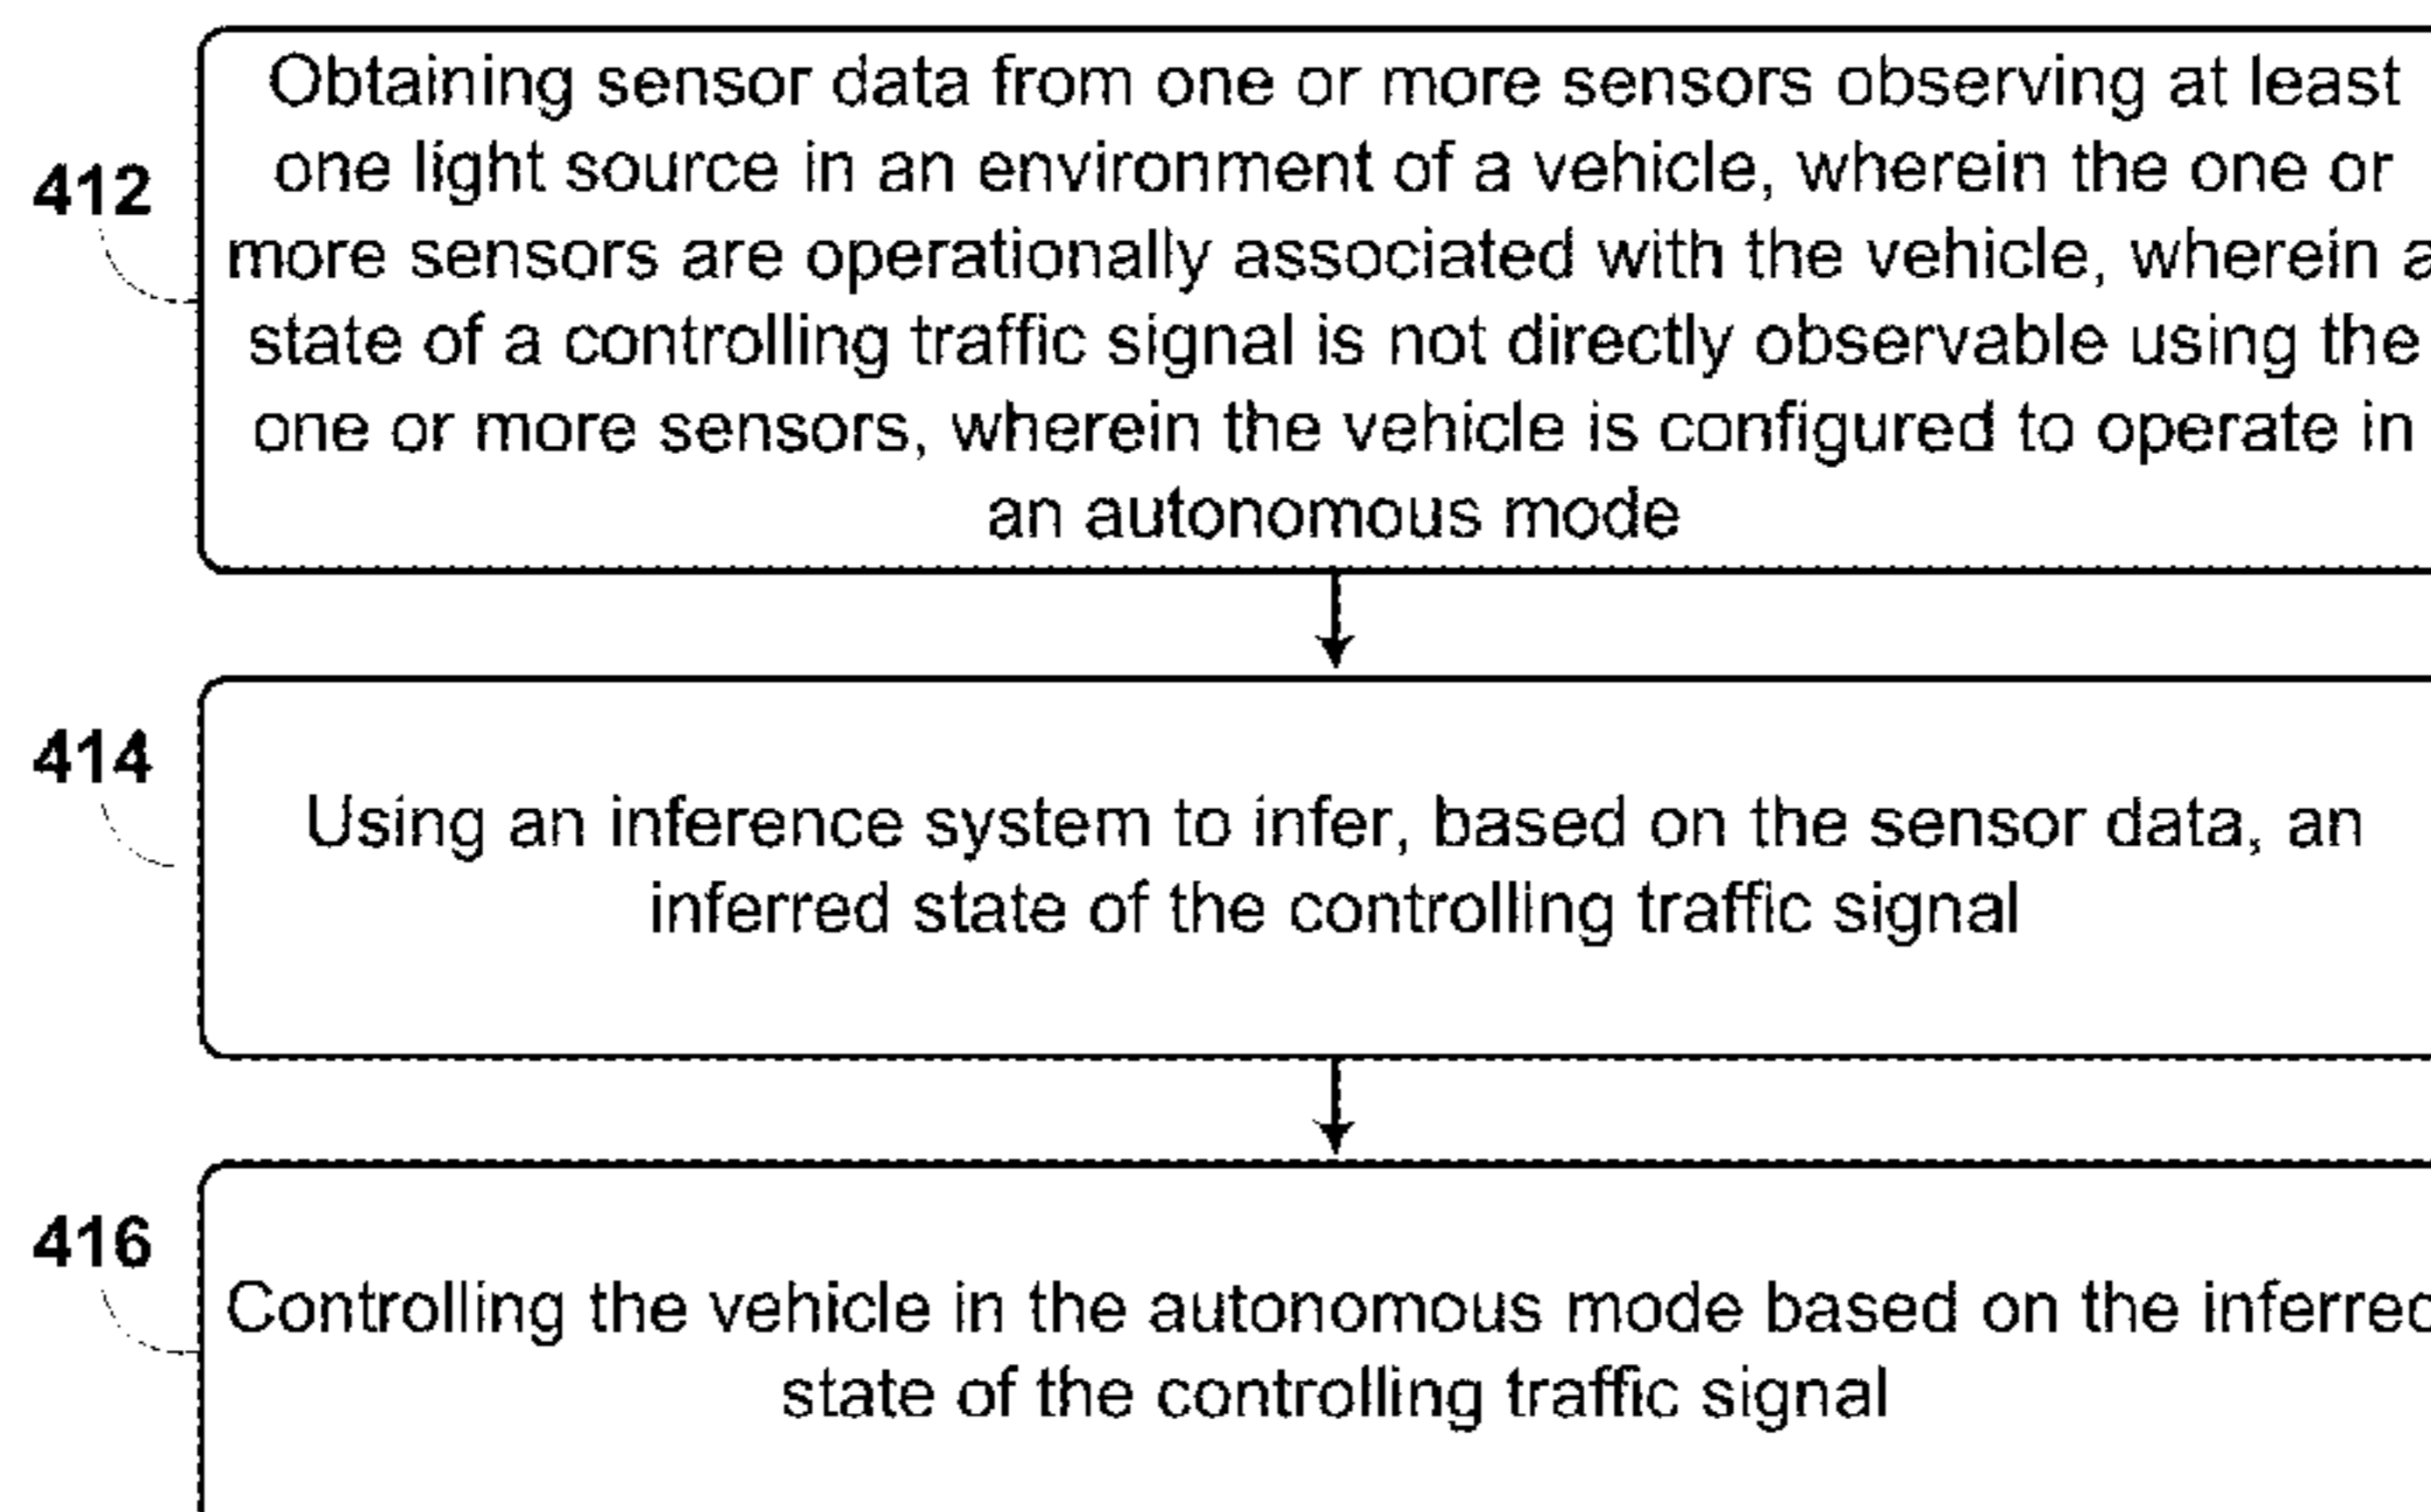 Obtaining sensor data from one or more sensors observing at least
412
one light source in an environment of a vehicle, wherein the one or
more sensors are operationally associated with the vehicle, wherein a
state of a controlling traffic signal is not directly observable using the
one or more sensors, wherein the vehicle is configured to operate in
an autonomous mode
414
Using an inference system to infer, based on the sensor data, an
inferred state of the controlling traffic signal
416
Controlling the vehicle in the autonomous mode based on the inferred
state of the controlling traffic signal